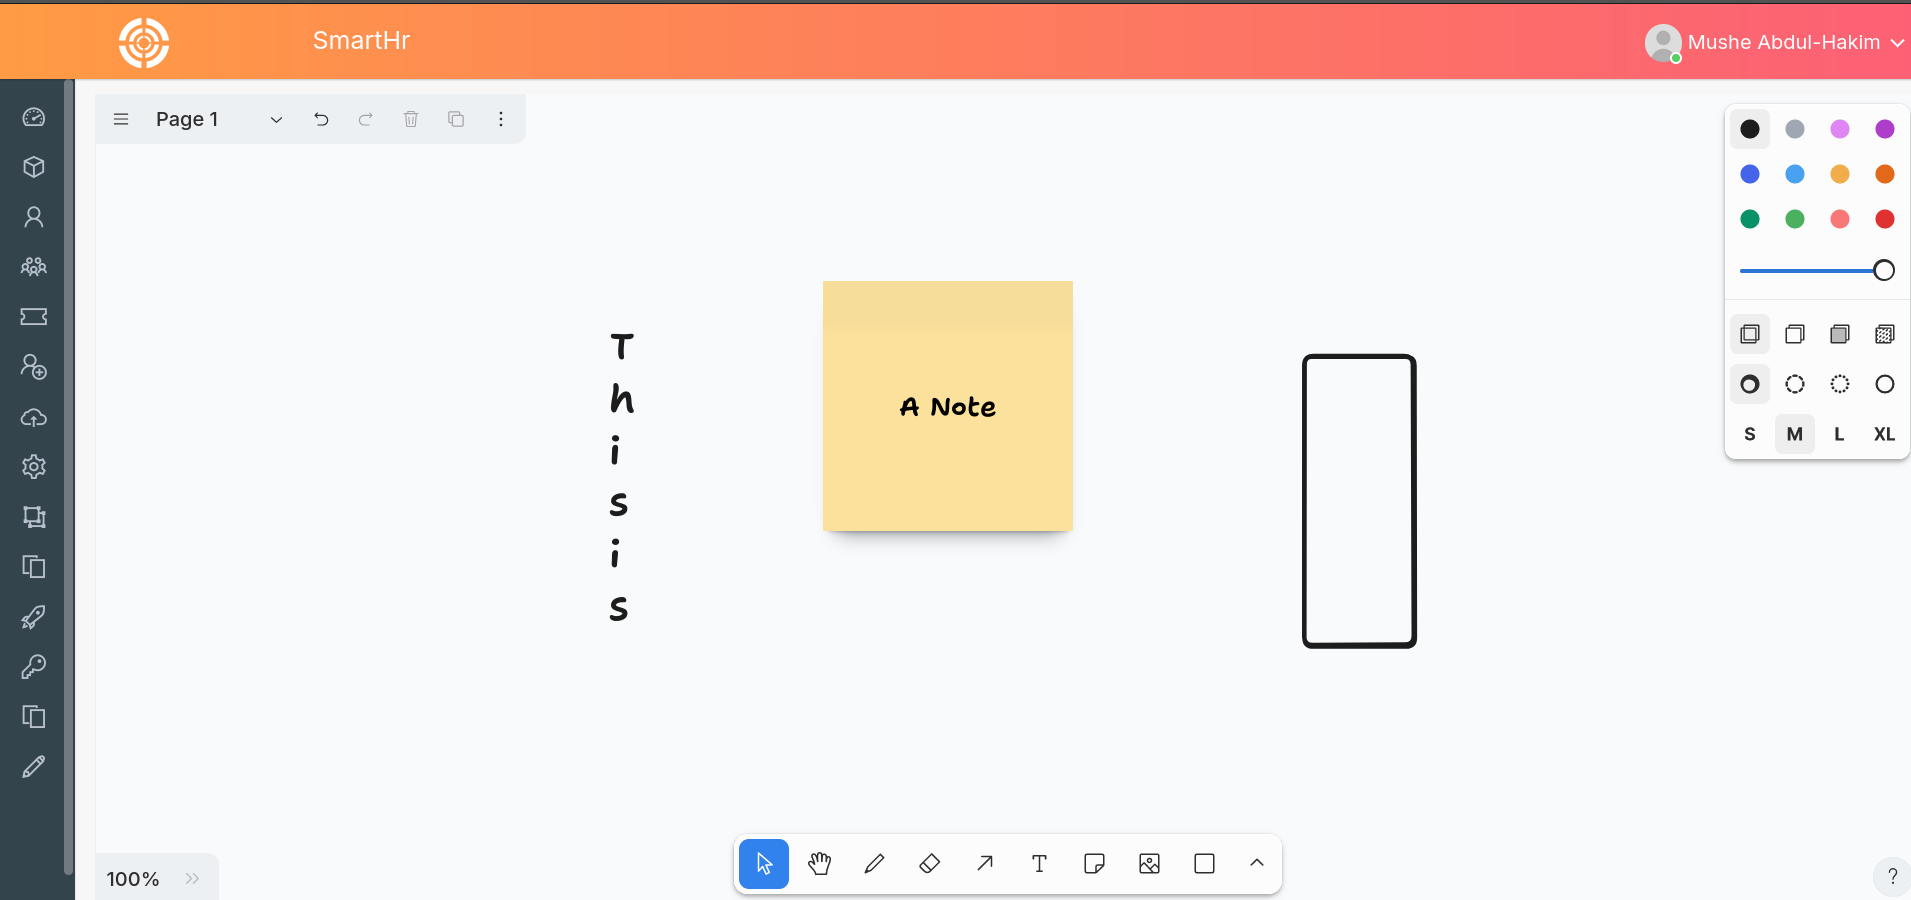 SmartHr
Mushe Abdul-Hakim
Page 1
T
h
i
s
i
s
A Note
S M L XL
100%
T
?